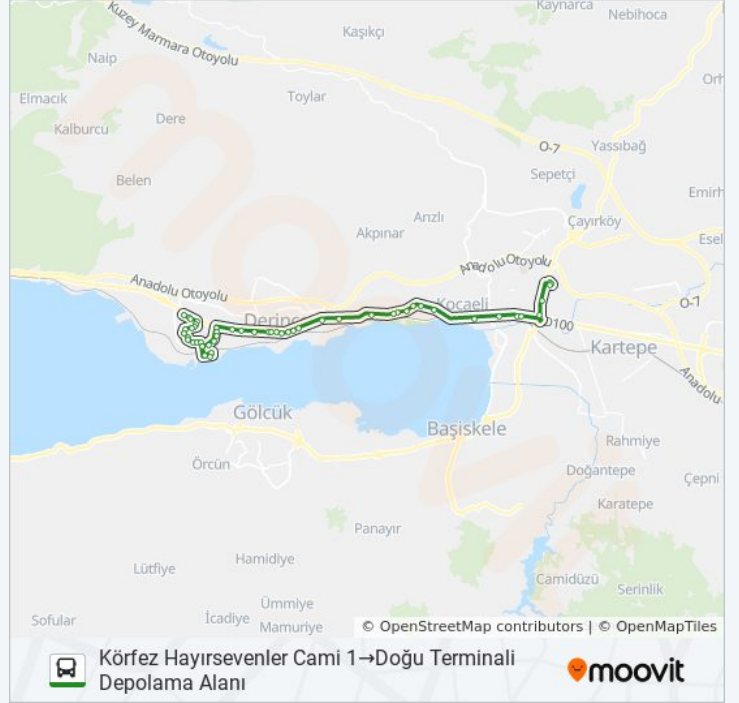 Kaynarca
Nebihoca
Kuzey Marmara Otoyolu
Kaşıkçı
Naip
Elmacık
Toylar
Orh
Dere
Kalburcu
O-7
Yassıbağ
Sepetçi
Belen
Emirh
Arızlı
Çayırköy
Akpınar
Esel
Anadolu Otoyolu
Anadolu Otoyolu
O-7
Derince
Kocaeli
D100
Kartepe
Anadolu
Gölcük
Başiskele
Rahmiye
Örcün
Doğantepe
Çepni
Karatepe
Panayır
Hamidiye
Lütfiye
Camidüzü
Serinlik
Ümmiye
Sofular
İcadiye
Mamuriye
© OpenStreetMap contributors | © OpenMapTiles
Körfez Hayırsevenler Cami 1→Doğu Terminali
Depolama Alanı
moovit